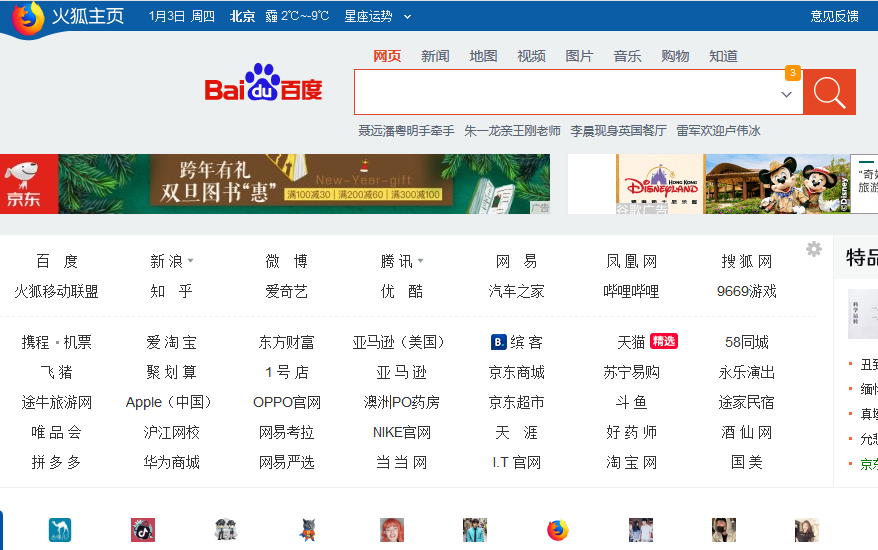 火狐主页 1月3日 周四 北京 霾 2℃~-9℃ 星座运势 意见反馈
网页 新闻 地图 视频 图片 音乐 购物 知道
3
Bai du 百度
聂远潘粤明手牵手 朱一龙亲王刚老师 李晨现身英国餐厅 雷军欢迎卢伟冰
京东
跨年有礼
双旦图书“惠”
New-Year-gift
满100减30 满200减60 满300减100
广告
HONG KONG
DISNEYLAND
谷歌广告
©Disney
“奇妙
旅游
百 度 新 浪 微 博 腾 讯 网 易 凤 凰 网 搜 狐 网
火狐移动联盟 知 乎 爱奇艺 优 酷 汽车之家 哔哩哔哩 9669游戏
携程·机票 爱 淘 宝 东方财富 亚马逊（美国） B. 缤 客 天猫 精选 58同城
飞 猪 聚 划 算 1 号 店 亚 马 逊 京东商城 苏宁易购 永乐演出
途牛旅游网 Apple（中国） OPPO官网 澳洲PO药房 京东超市 斗 鱼 途家民宿
唯 品 会 沪江网校 网易考拉 NIKE官网 天 涯 好 药 师 酒 仙 网
拼 多 多 华为商城 网易严选 当 当 网 I.T 官网 淘 宝 网 国 美
特品
丑到
缅怀
允悲
京东